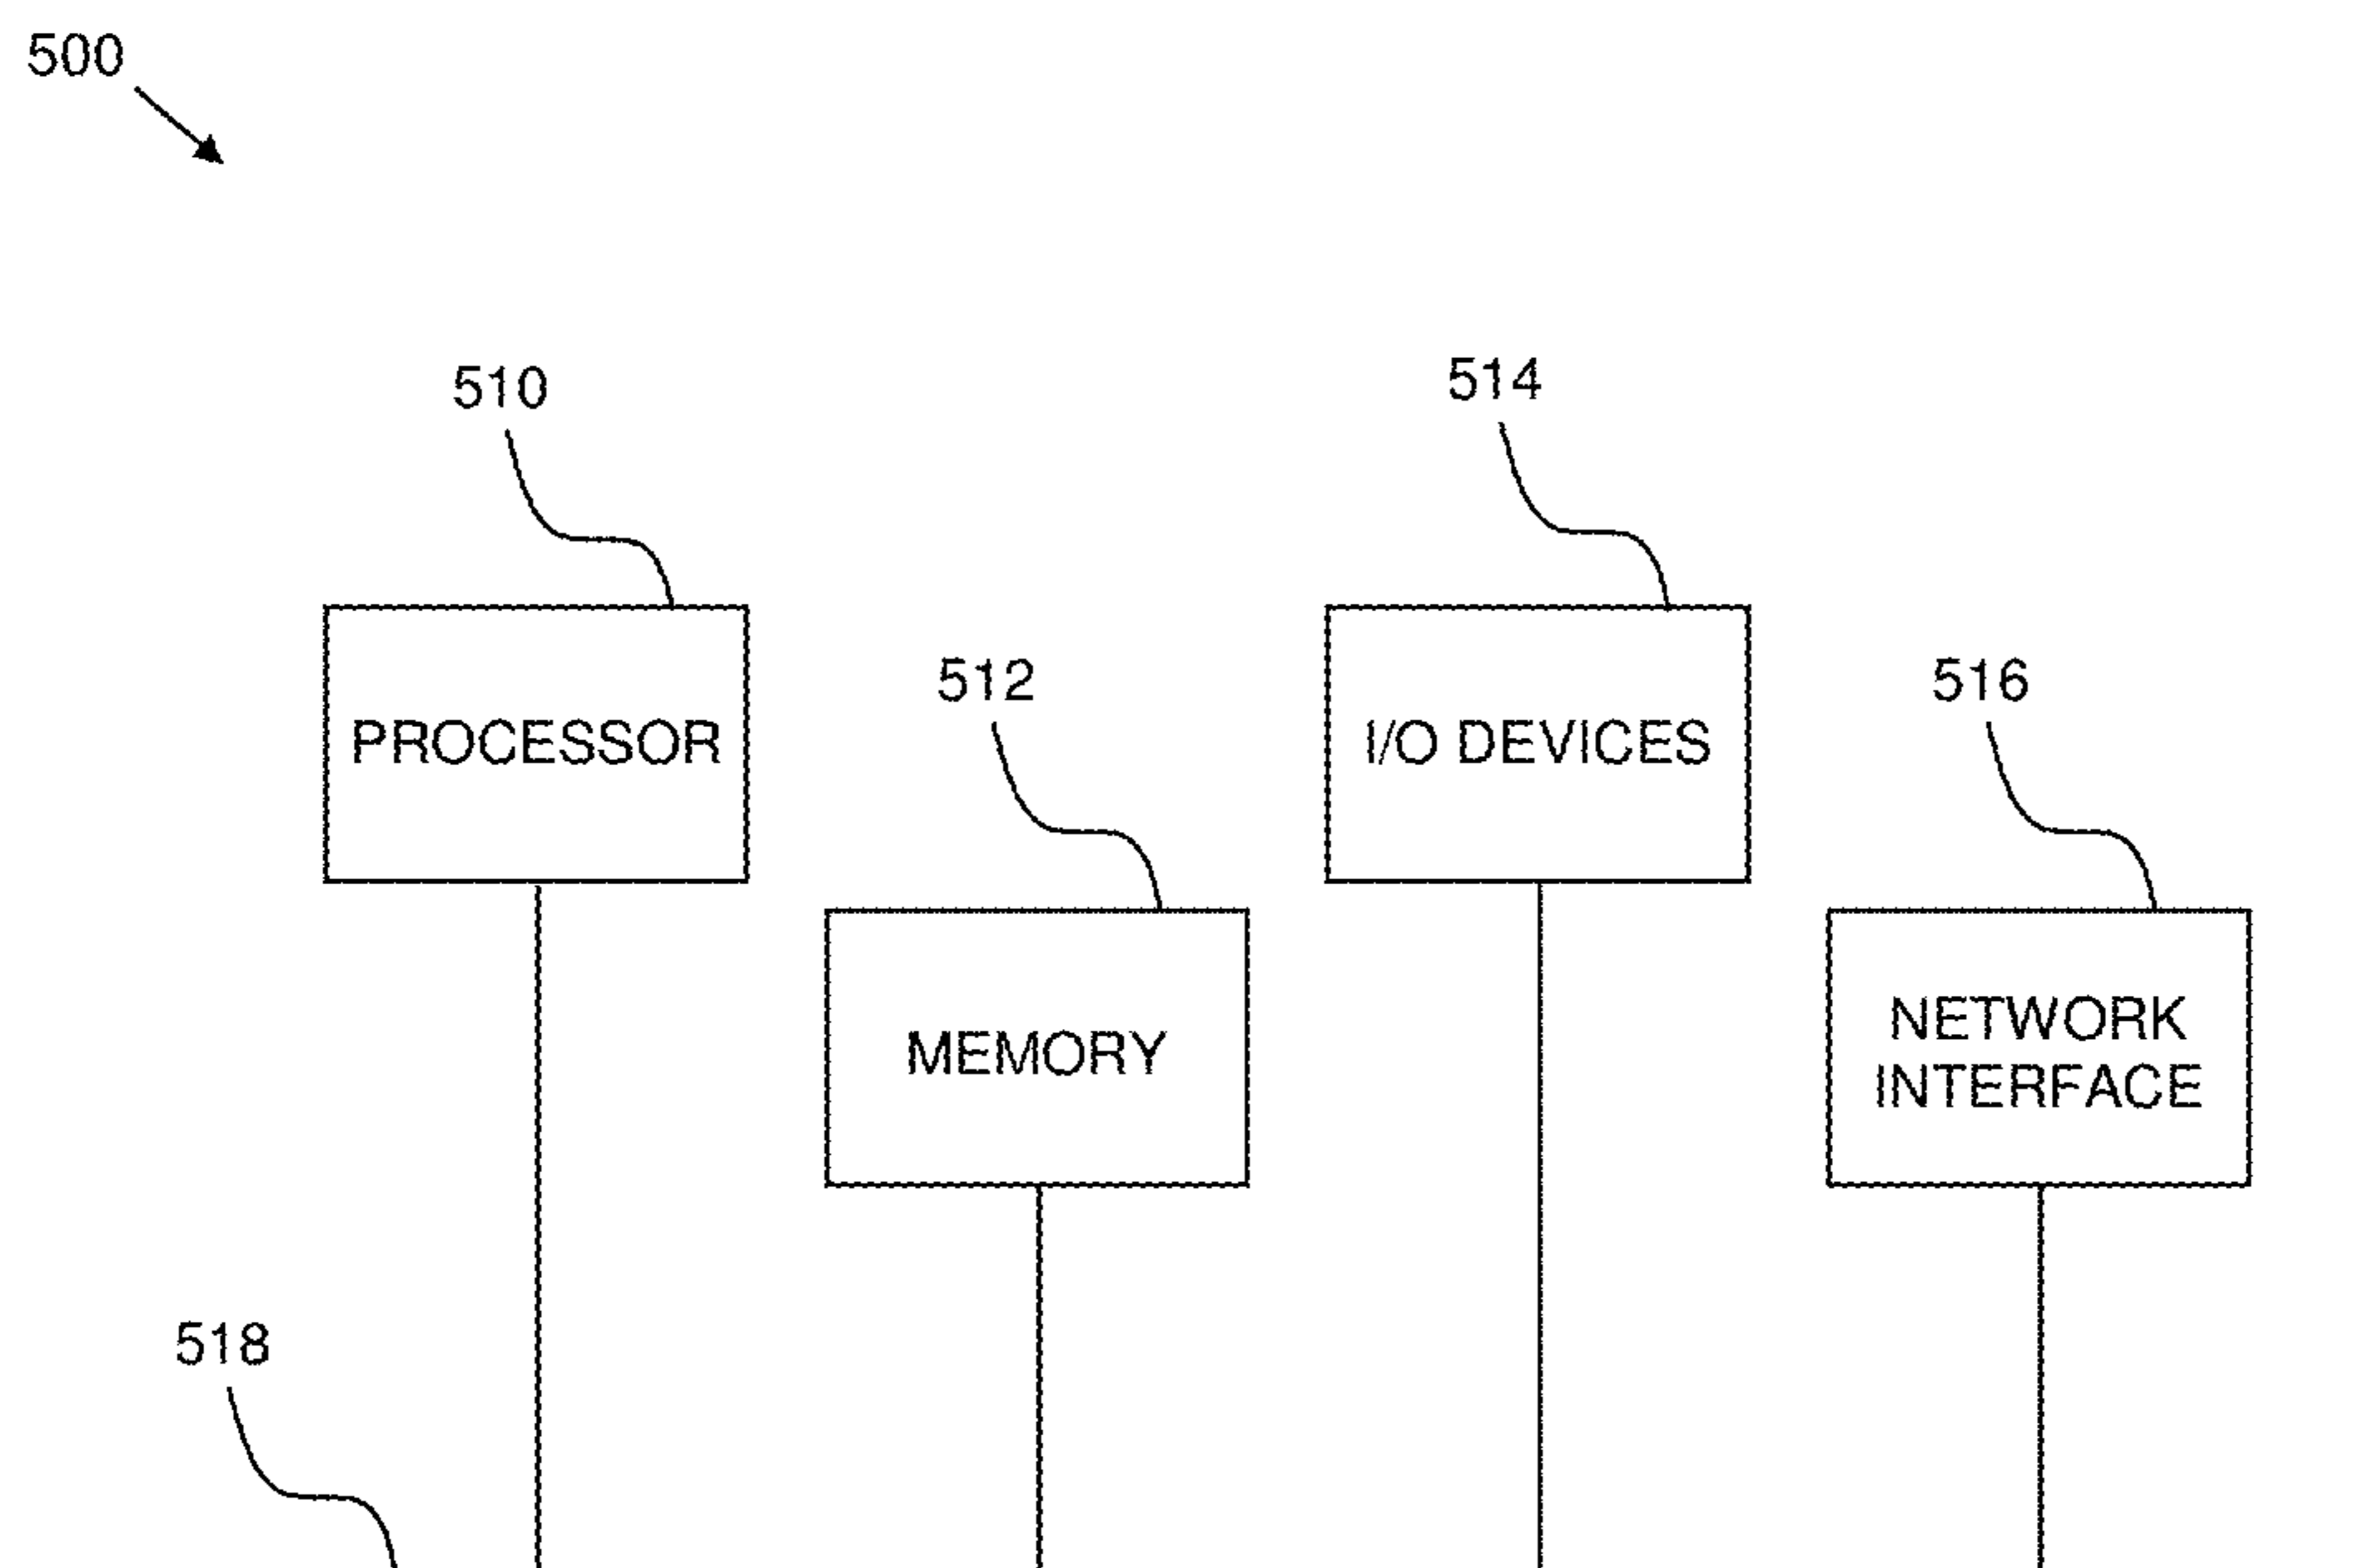 500
510
514
PROCESSOR
512
I/O DEVICES
516
MEMORY
NETWORK
INTERFACE
518